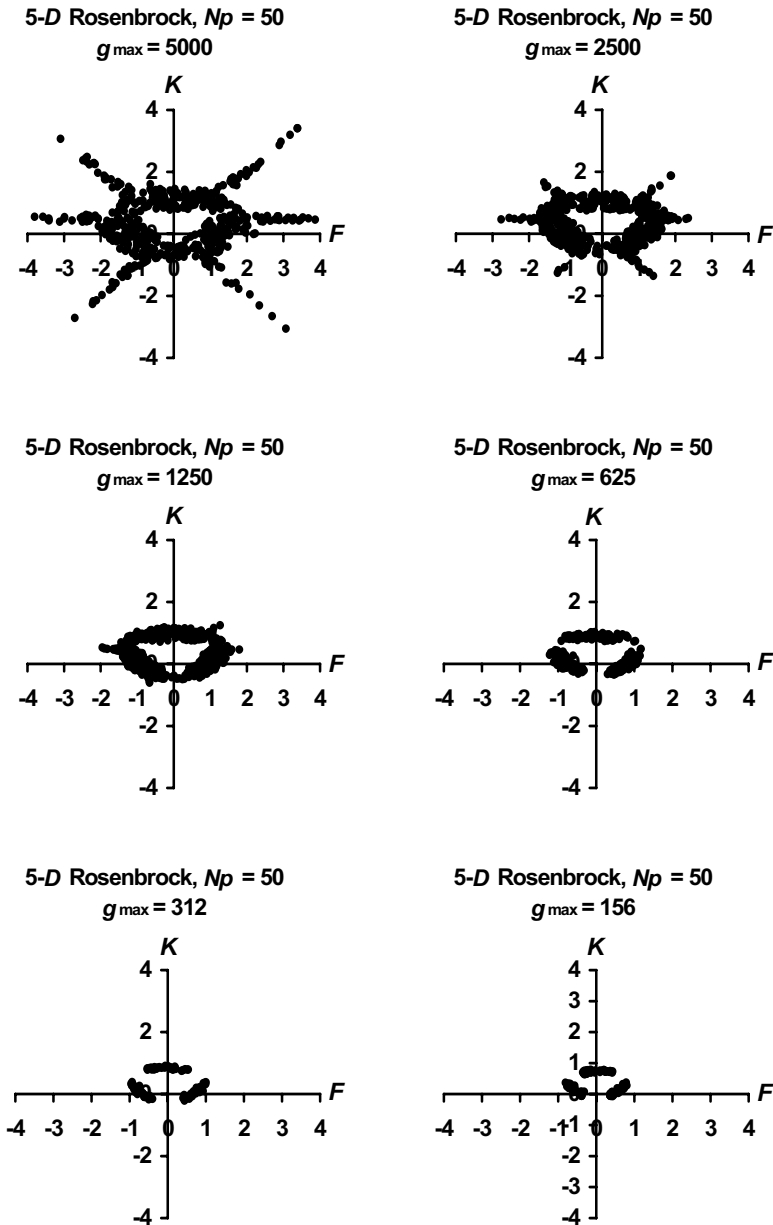 5-D Rosenbrock, Np = 50
gmax = 5000
K
4
2
F
-4 -3 -2 -1 0 1 2 3 4
-2
-4
5-D Rosenbrock, Np = 50
gmax = 2500
K
4
2
F
-4 -3 -2 -1 0 1 2 3 4
-2
-4
5-D Rosenbrock, Np = 50
gmax = 1250
K
4
2
F
-4 -3 -2 -1 0 1 2 3 4
-2
-4
5-D Rosenbrock, Np = 50
gmax = 625
K
4
2
F
-4 -3 -2 -1 0 1 2 3 4
-2
-4
5-D Rosenbrock, Np = 50
gmax = 312
K
4
2
F
-4 -3 -2 -1 0 1 2 3 4
-2
-4
5-D Rosenbrock, Np = 50
gmax = 156
K
4
3
2
1
F
-4 -3 -2 -1 0 1 2 3 4
-1
-2
-3
-4